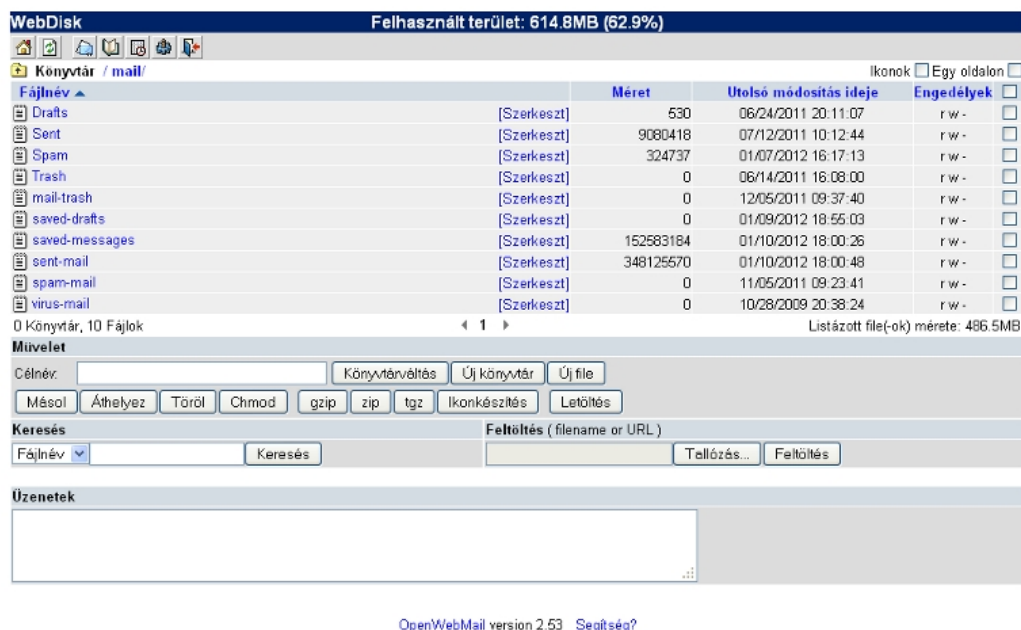 WebDisk Felhasznált terület: 614.8MB (62.9%)
Könyvtár / mail/ Ikonok Egy oldalon
Fájlnév Méret Utolsó módosítás ideje Engedélyek
Drafts [Szerkeszt] 530 06/24/2011 20:11:07 r w -
Sent [Szerkeszt] 9080418 07/12/2011 10:12:44 r w -
Spam [Szerkeszt] 324737 01/07/2012 16:17:13 r w -
Trash [Szerkeszt] 0 06/14/2011 16:08:00 r w -
mail-trash [Szerkeszt] 0 12/05/2011 09:37:40 r w -
saved-drafts [Szerkeszt] 0 01/09/2012 18:55:03 r w -
saved-messages [Szerkeszt] 152583184 01/10/2012 18:00:26 r w -
sent-mail [Szerkeszt] 348125570 01/10/2012 18:00:48 r w -
spam-mail [Szerkeszt] 0 11/05/2011 09:23:41 r w -
virus-mail [Szerkeszt] 0 10/28/2009 20:38:24 r w -
0 Könyvtár, 10 Fájlok 1 Listázott file(-ok) mérete: 486.5MB
Müvelet
Célnév: Könyvtárváltás Új könyvtár Új file
Másol Áthelyez Töröl Chmod gzip zip tgz Ikonkészítés Letöltés
Keresés Feltöltés ( filename or URL )
Fájlnév Keresés Tallózás... Feltöltés
Üzenetek
OpenWebMail version 2.53 Segítség?